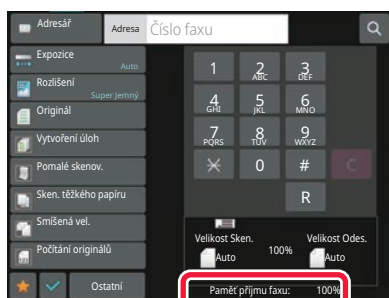 Adresář
Adresa
Číslo faxu
Expozice
Auto
Rozlišení
Super Jemný
Originál
Vytvoření úloh
Pomalé skenov.
Sken. těžkého papíru
Smíšená vel.
Počítání originálů
Ostatní
1
2 ABC
3 DEF
4 GHI
5 JKL
6 MNO
7 PQRS
8 TUV
9 WXYZ
0
#
C
R
Velikost Sken.
Auto
100%
Velikost Odes.
Auto
Paměť příjmu faxu: 100%